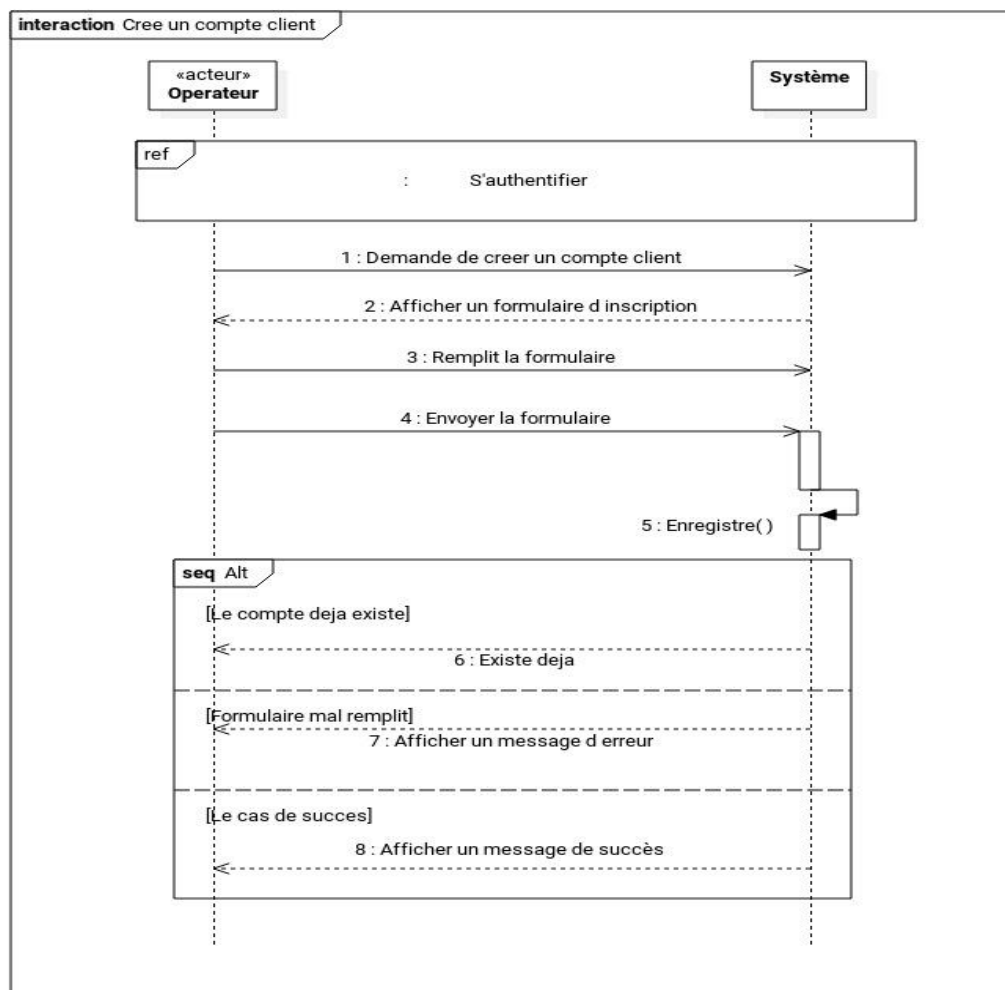 interaction Cree un compte client
«acteur»
Operateur
Système
ref
: S'authentifier
1 : Demande de creer un compte client
2 : Afficher un formulaire d inscription
3 : Remplit la formulaire
4 : Envoyer la formulaire
5 : Enregistre( )
seq Alt
[Le compte deja existe]
6 : Existe deja
[Formulaire mal remplit]
7 : Afficher un message d erreur
[Le cas de succes]
8 : Afficher un message de succès